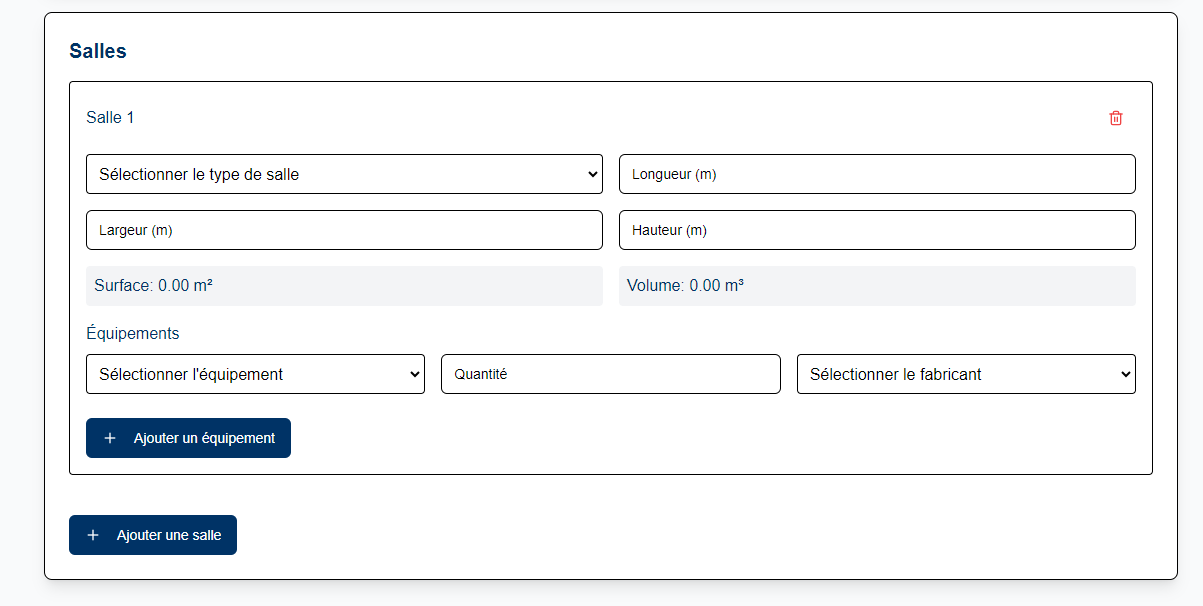 Salles
Salle 1
Sélectionner le type de salle
Longueur (m)
Largeur (m)
Hauteur (m)
Surface: 0.00 m²
Volume: 0.00 m³
Équipements
Sélectionner l'équipement
Quantité
Sélectionner le fabricant
+ Ajouter un équipement
+ Ajouter une salle